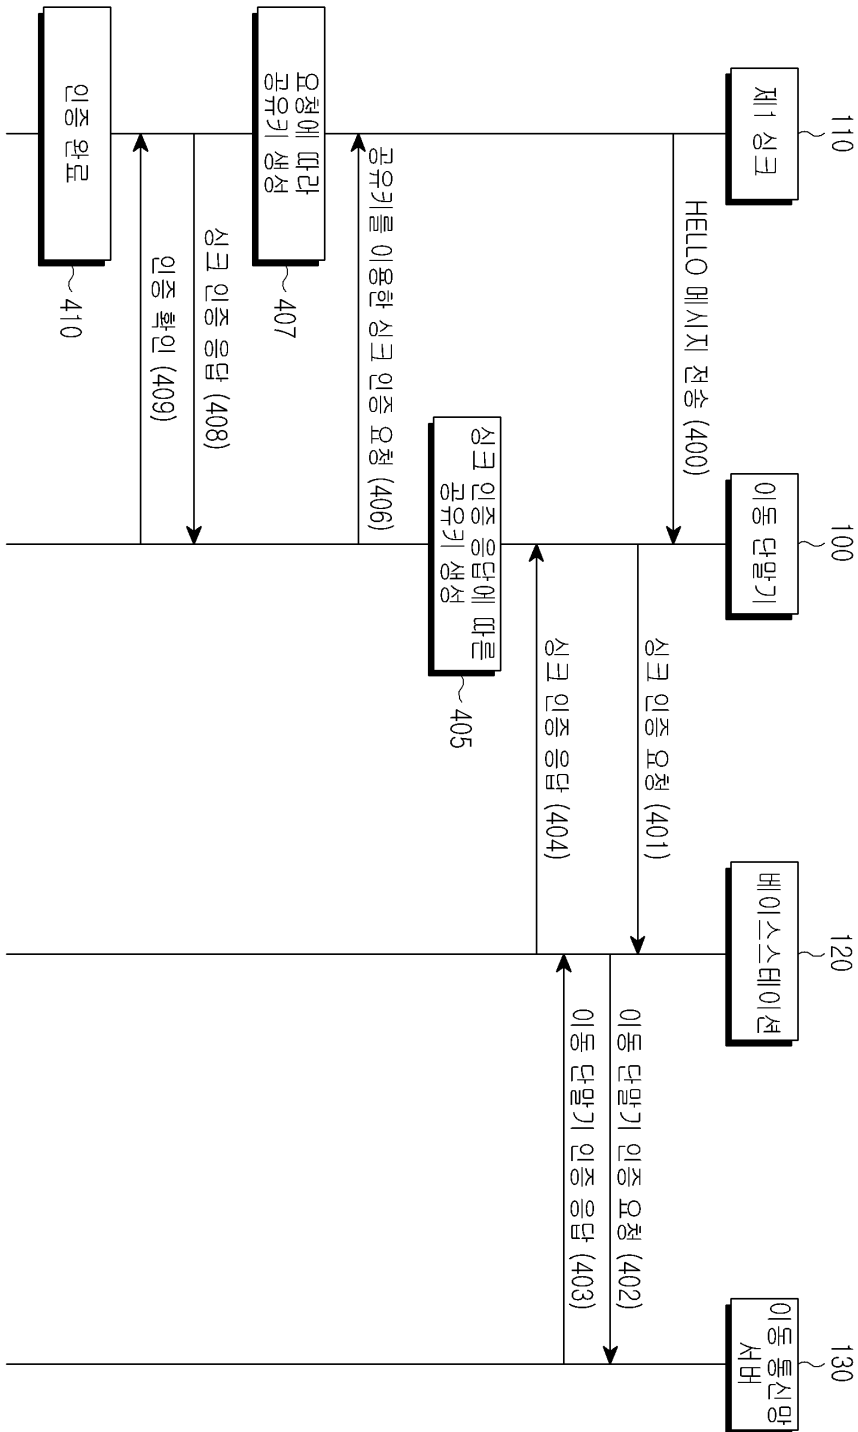 110
제1 싱크
100
이동 단말기
120
베이스스테이션
130
이동 통신망
서버
HELLO 메시지 전송 (400)
싱크 인증 요청 (401)
이동 단말기 인증 요청 (402)
이동 단말기 인증 응답 (403)
싱크 인증 응답 (404)
싱크 인증 응답에 따른
공유키 생성
405
공유키를 이용한 싱크 인증 요청 (406)
요청에 따라
공유키 생성
407
싱크 인증 응답 (408)
인증 확인 (409)
인증 완료
410